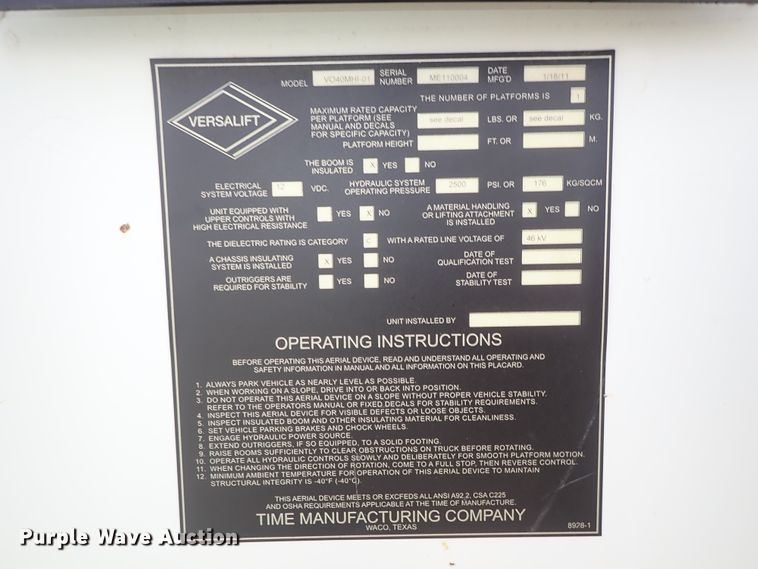 MODEL VO40MHI-01 SERIAL NUMBER ME110004 DATE MFG'D 1/18/11
THE NUMBER OF PLATFORMS IS 1
VERSALIFT
MAXIMUM RATED CAPACITY
PER PLATFORM (SEE
MANUAL AND DECALS
FOR SPECIFIC CAPACITY) see decal LBS. OR see decal KG.
PLATFORM HEIGHT FT. OR M.
THE BOOM IS
INSULATED X YES NO
ELECTRICAL
SYSTEM VOLTAGE 12 VDC. HYDRAULIC SYSTEM
OPERATING PRESSURE 2500 PSI. OR 176 KG/SQCM
UNIT EQUIPPED WITH
UPPER CONTROLS WITH
HIGH ELECTRICAL RESISTANCE YES X NO
A MATERIAL HANDLING
OR LIFTING ATTACHMENT
IS INSTALLED X YES NO
THE DIELECTRIC RATING IS CATEGORY C WITH A RATED LINE VOLTAGE OF 46 kV
A CHASSIS INSULATING
SYSTEM IS INSTALLED X YES NO
DATE OF
QUALIFICATION TEST
OUTRIGGERS ARE
REQUIRED FOR STABILITY YES NO
DATE OF
STABILITY TEST
UNIT INSTALLED BY
OPERATING INSTRUCTIONS
BEFORE OPERATING THIS AERIAL DEVICE, READ AND UNDERSTAND ALL OPERATING AND
SAFETY INFORMATION IN MANUAL AND ALL INFORMATION ON THIS PLACARD.
1. ALWAYS PARK VEHICLE AS NEARLY LEVEL AS POSSIBLE.
2. WHEN WORKING ON A SLOPE, DRIVE INTO OR BACK INTO POSITION.
3. DO NOT OPERATE THIS AERIAL DEVICE ON A SLOPE WITHOUT PROPER VEHICLE STABILITY.
REFER TO THE OPERATORS MANUAL OR FIXED DECALS FOR STABILITY REQUIREMENTS.
4. INSPECT THIS AERIAL DEVICE FOR VISIBLE DEFECTS OR LOOSE OBJECTS.
5. INSPECT INSULATED BOOM AND OTHER INSULATING MATERIAL FOR CLEANLINESS.
6. SET VEHICLE PARKING BRAKES AND CHOCK WHEELS.
7. ENGAGE HYDRAULIC POWER SOURCE.
8. EXTEND OUTRIGGERS, IF SO EQUIPPED, TO A SOLID FOOTING.
9. RAISE BOOMS SUFFICIENTLY TO CLEAR OBSTRUCTIONS ON TRUCK BEFORE ROTATING.
10. OPERATE ALL HYDRAULIC CONTROLS SLOWLY AND DELIBERATELY FOR SMOOTH PLATFORM MOTION.
11. WHEN CHANGING THE DIRECTION OF ROTATION, COME TO A FULL STOP, THEN REVERSE CONTROL.
12. MINIMUM AMBIENT TEMPERATURE FOR OPERATION OF THIS AERIAL DEVICE TO MAINTAIN
STRUCTURAL INTEGRITY IS -40°F (-40°C).
THIS AERIAL DEVICE MEETS OR EXCEEDS ALL ANSI A92.2, CSA C225
AND OSHA REQUIREMENTS APPLICABLE AT THE TIME OF MANUFACTURE.
TIME MANUFACTURING COMPANY
WACO, TEXAS
8928-1
Purple Wave Auction